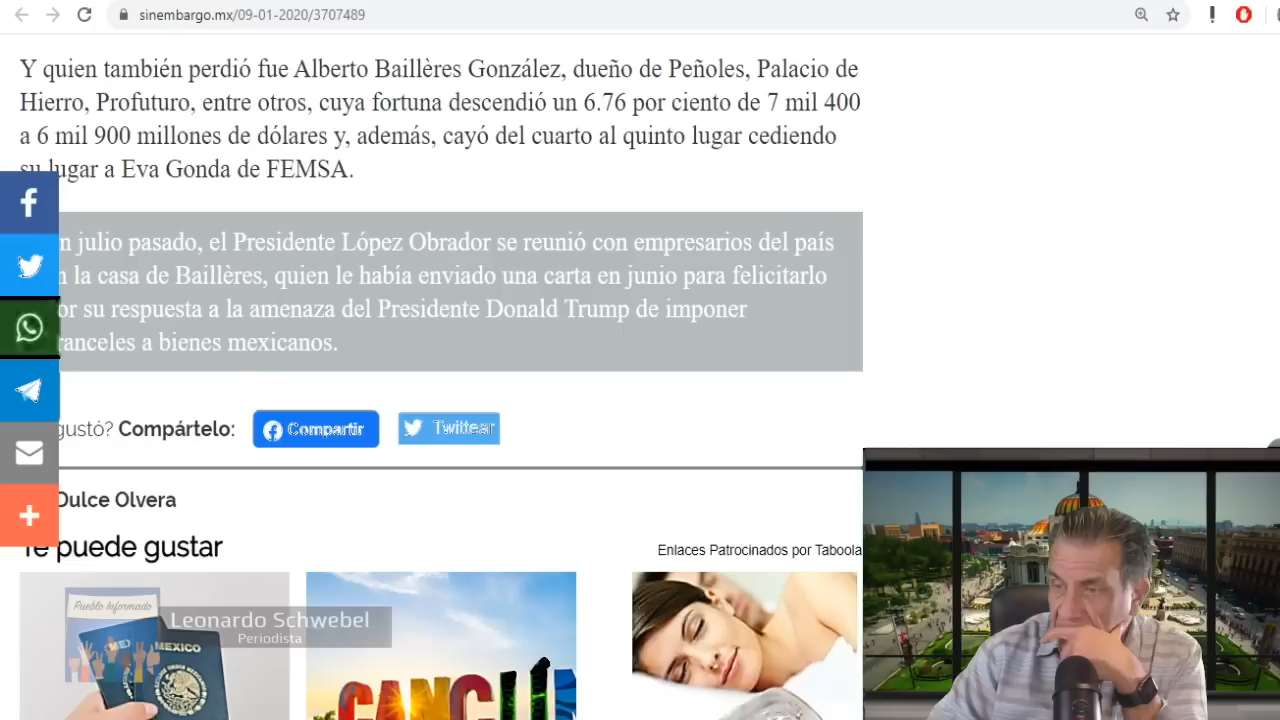 sinembargo.mx/09-01-2020/3707489
Y quien también perdió fue Alberto Baillères González, dueño de Peñoles, Palacio de
Hierro, Profuturo, entre otros, cuya fortuna descendió un 6.76 por ciento de 7 mil 400
a 6 mil 900 millones de dólares y, además, cayó del cuarto al quinto lugar cediendo
su lugar a Eva Gonda de FEMSA.
n julio pasado, el Presidente López Obrador se reunió con empresarios del país
n la casa de Baillères, quien le había enviado una carta en junio para felicitarlo
or su respuesta a la amenaza del Presidente Donald Trump de imponer
ranceles a bienes mexicanos.
gustó? Compártelo:
Compartir
Twittear
Dulce Olvera
Te puede gustar
Enlaces Patrocinados por Taboola
Pueblo Informado
Leonardo Schwebel
Periodista
MEXICO
CANCUN